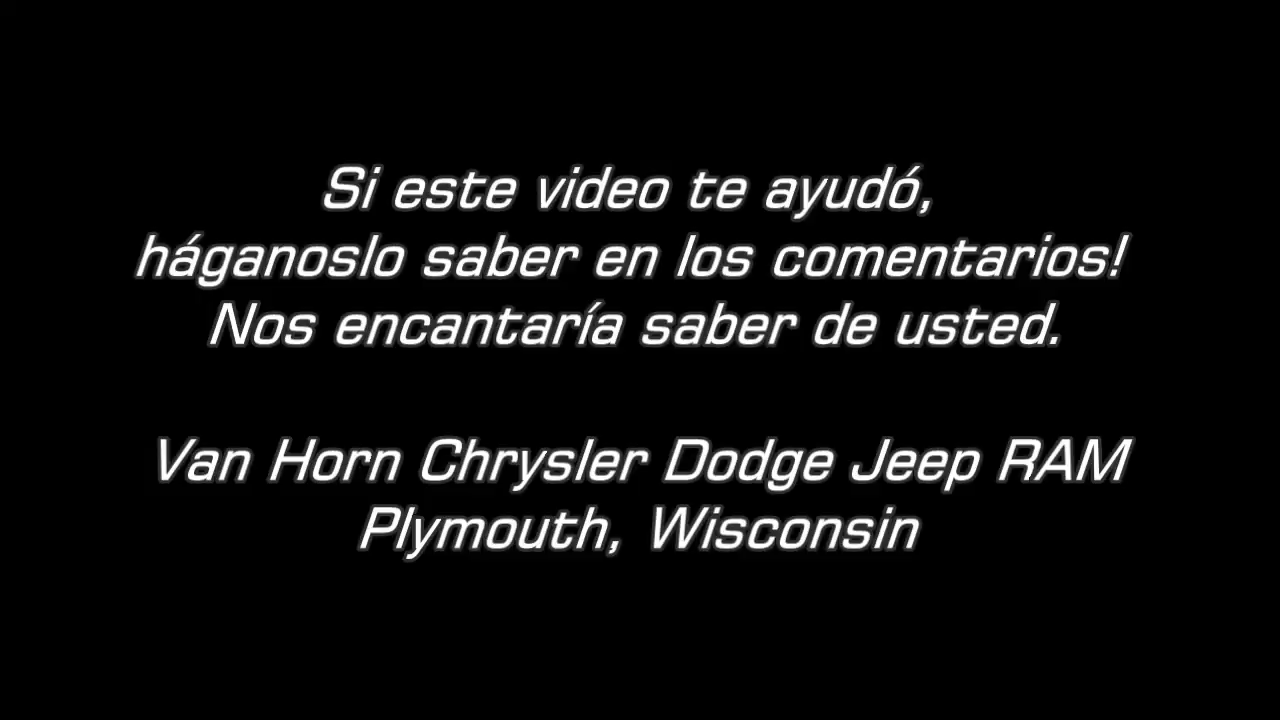 Si este video te ayudó,
háganoslo saber en los comentarios!
Nos encantaría saber de usted.
Van Horn Chrysler Dodge Jeep RAM
Plymouth, Wisconsin